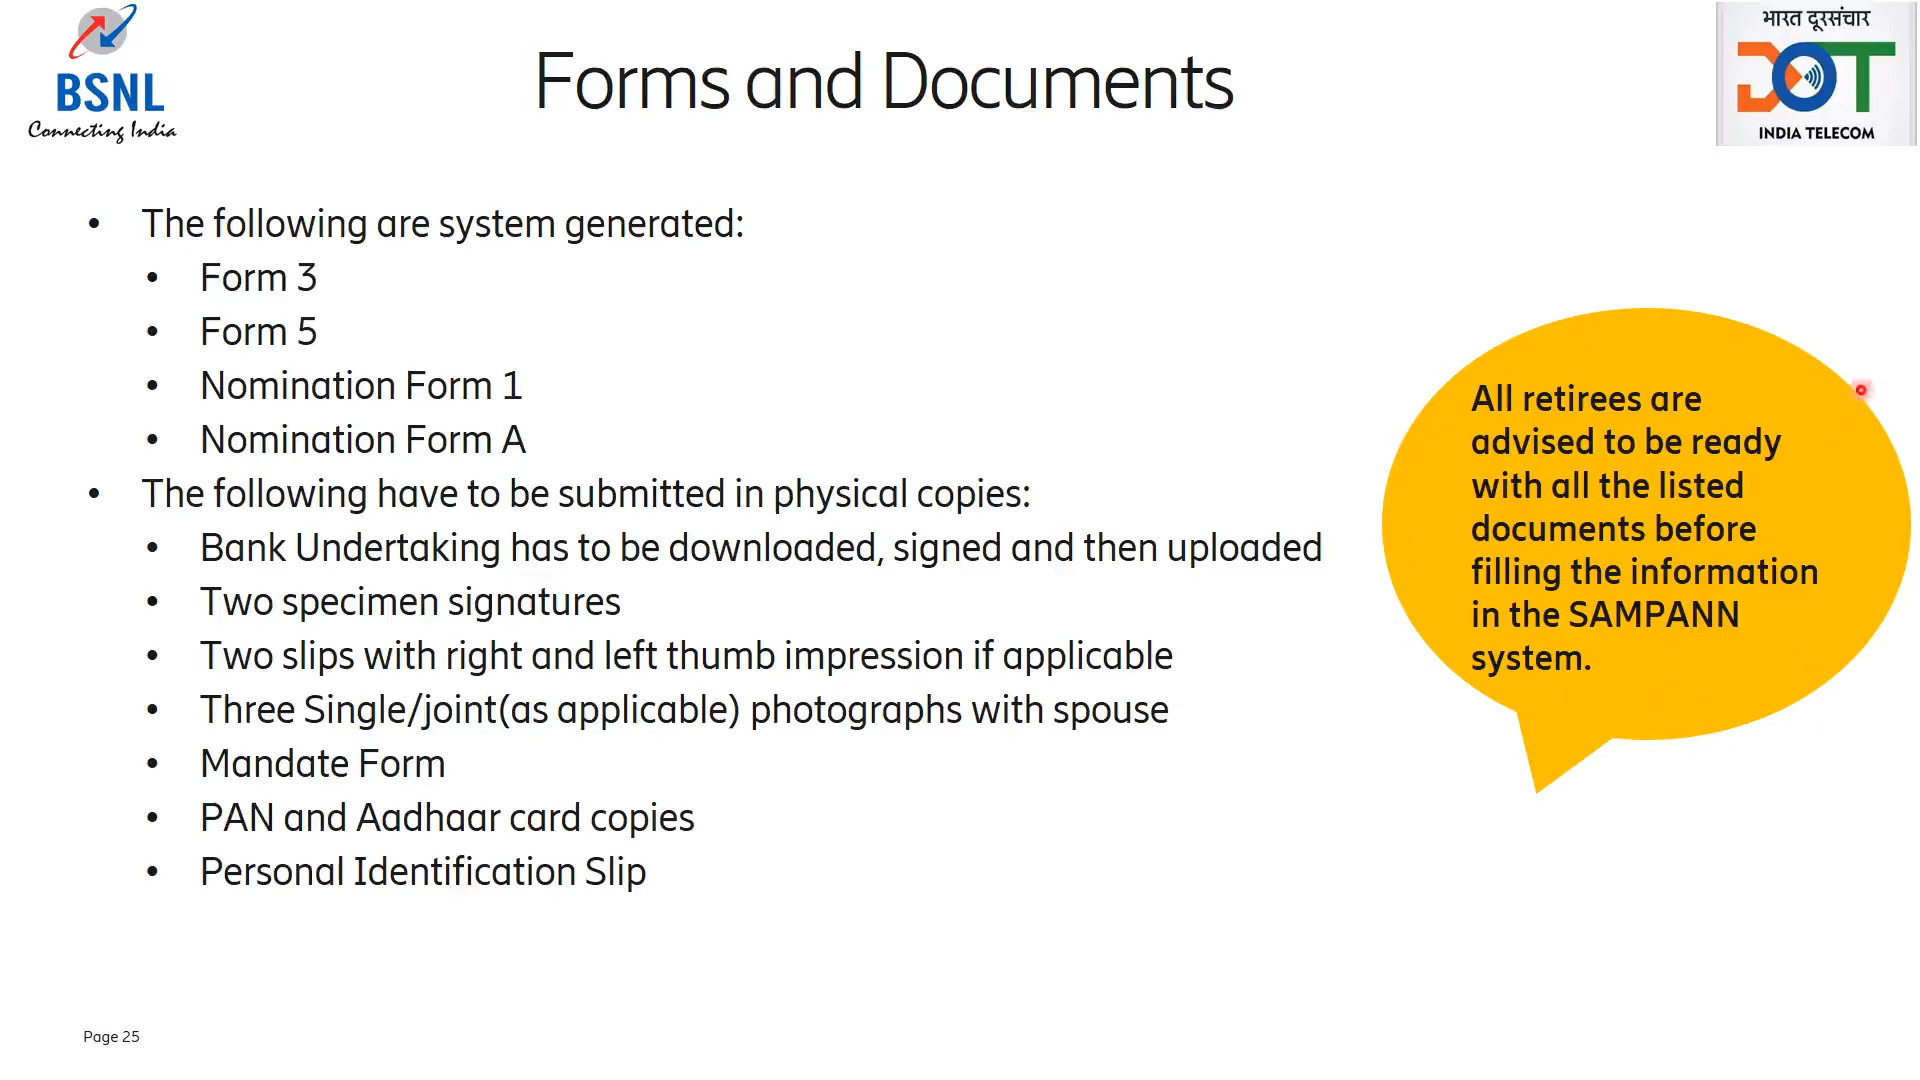 BSNL
Connecting India
Forms and Documents
भारत दूरसंचार
DOT
INDIA TELECOM
• The following are system generated:
• Form 3
• Form 5
• Nomination Form 1
• Nomination Form A
• The following have to be submitted in physical copies:
• Bank Undertaking has to be downloaded, signed and then uploaded
• Two specimen signatures
• Two slips with right and left thumb impression if applicable
• Three Single/joint(as applicable) photographs with spouse
• Mandate Form
• PAN and Aadhaar card copies
• Personal Identification Slip
All retirees are
advised to be ready
with all the listed
documents before
filling the information
in the SAMPANN
system.
Page 25